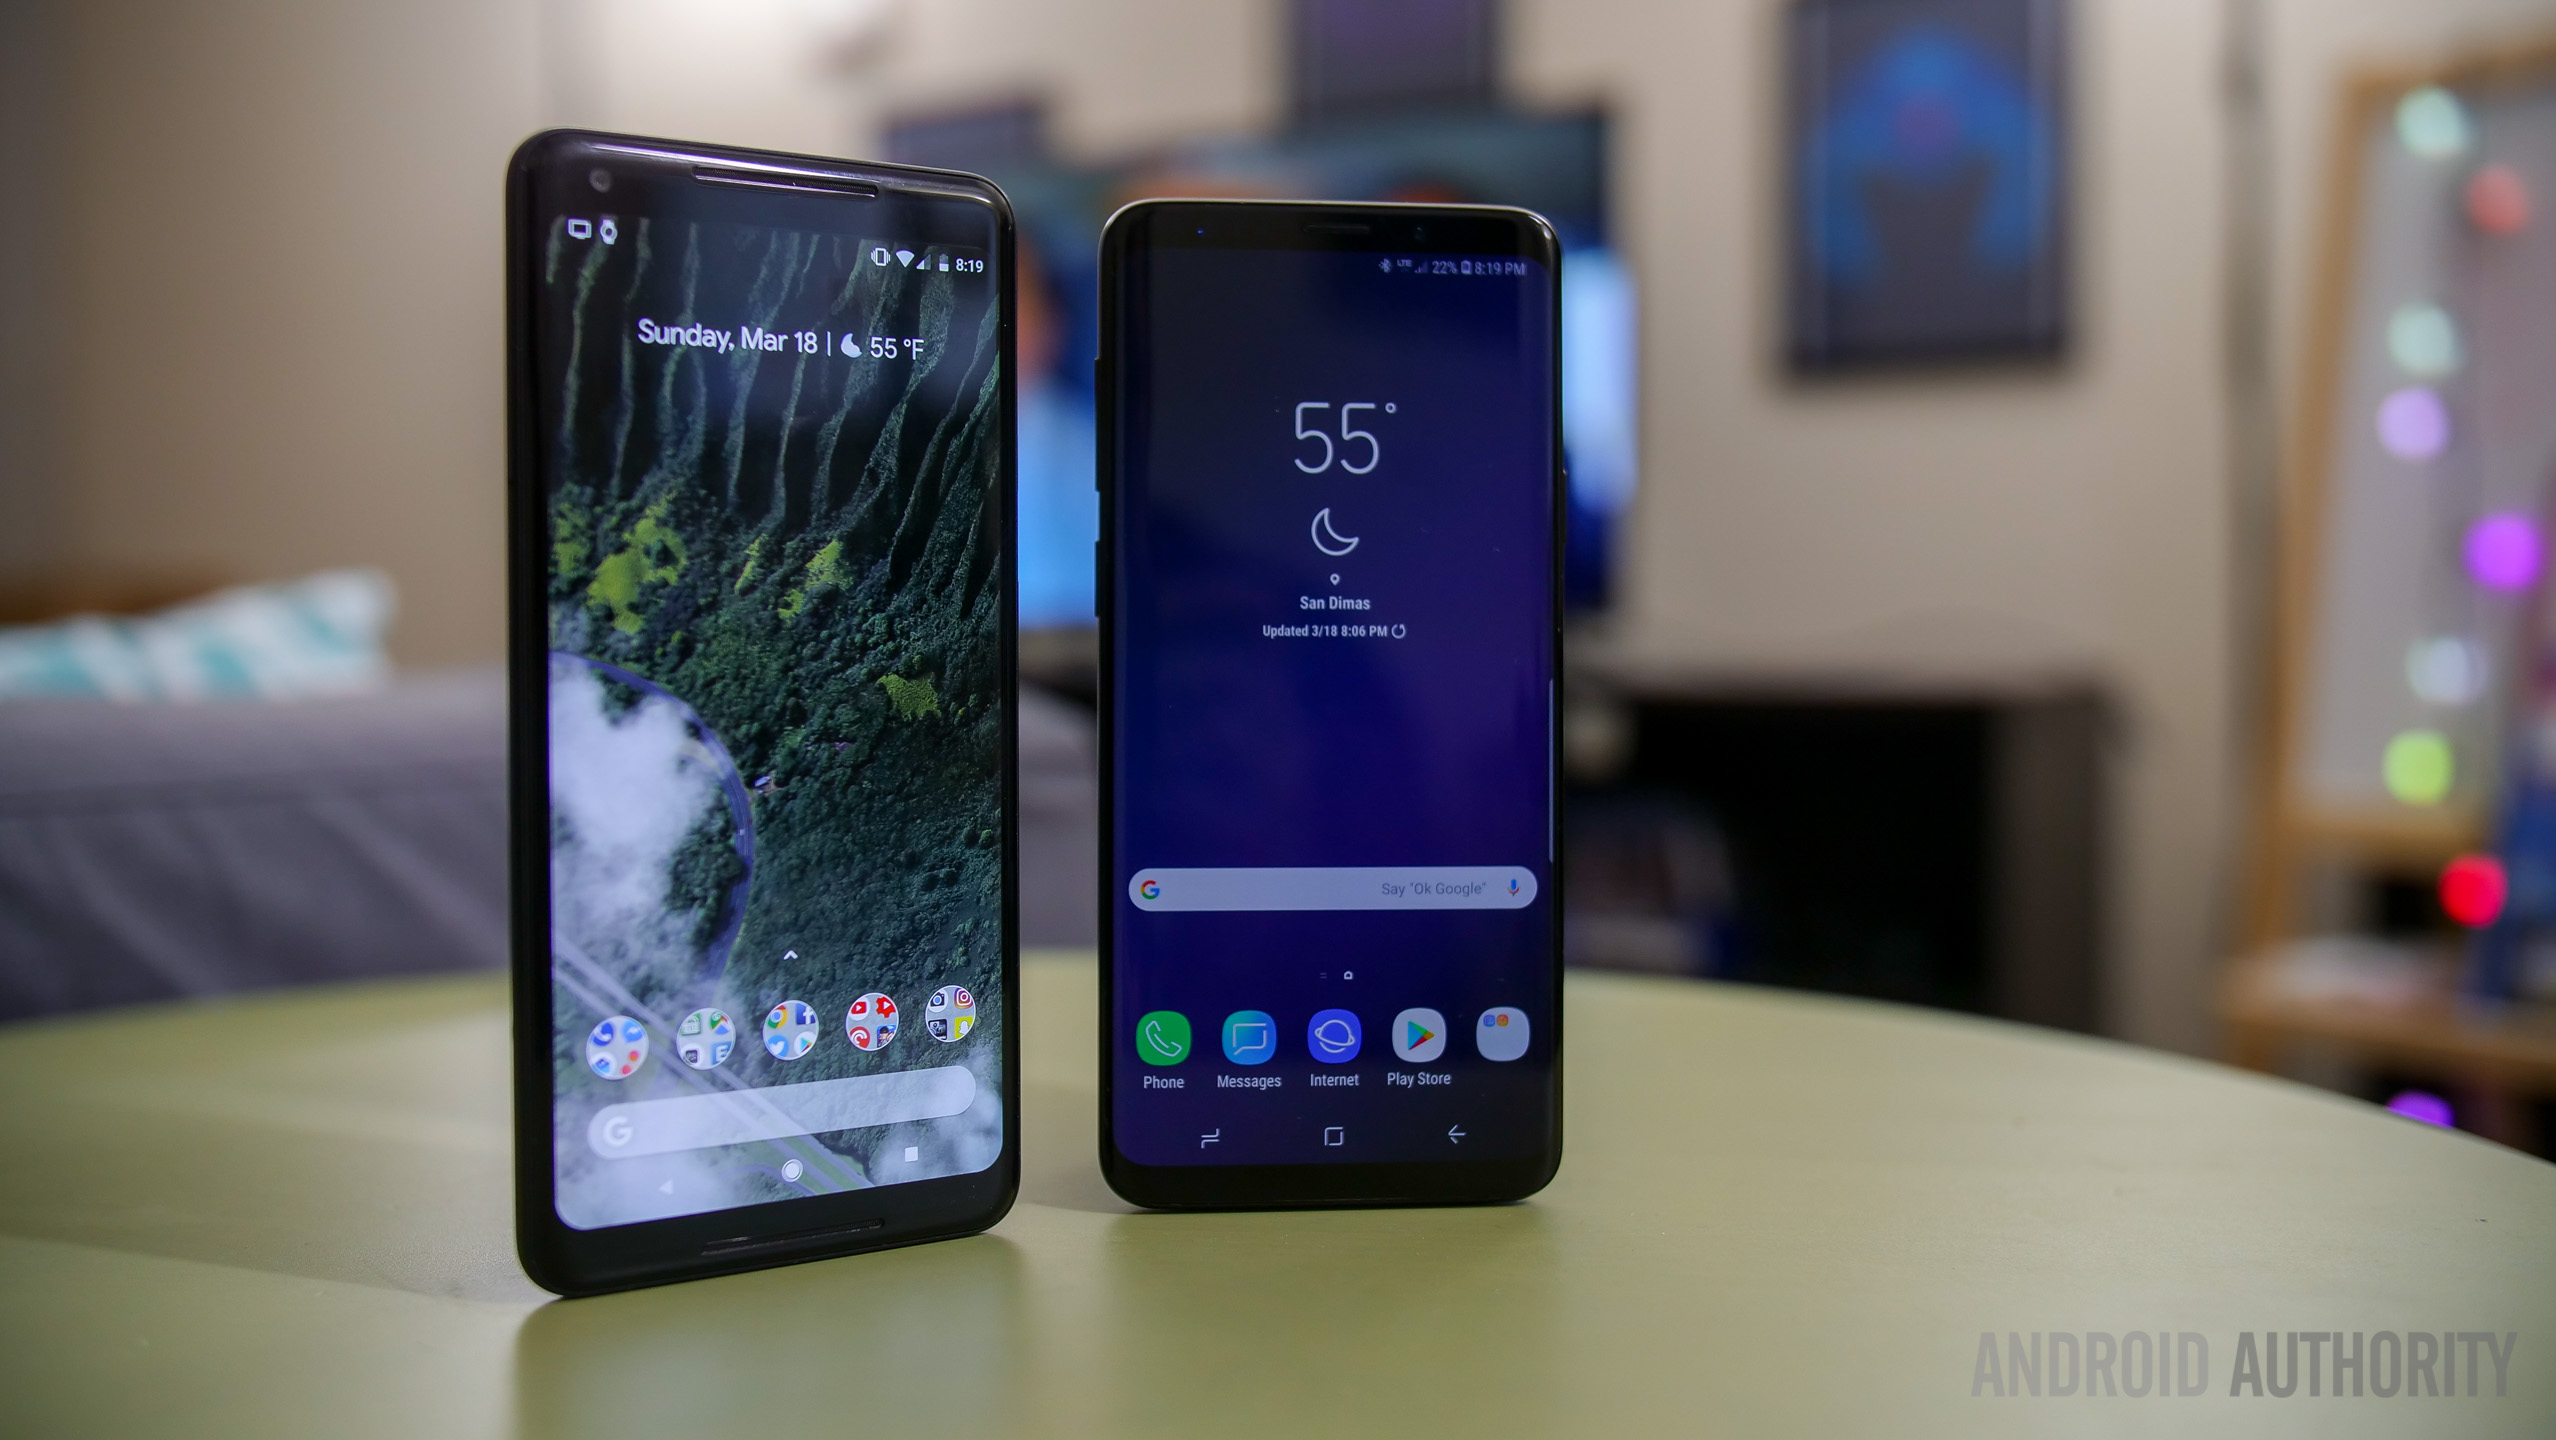 8:19
Sunday, Mar 18 | 55 °F
LTE 22% 8:19 PM
55°
San Dimas
Updated 3/18 8:06 PM
Say "Ok Google"
Phone Messages Internet Play Store
ANDROID AUTHORITY